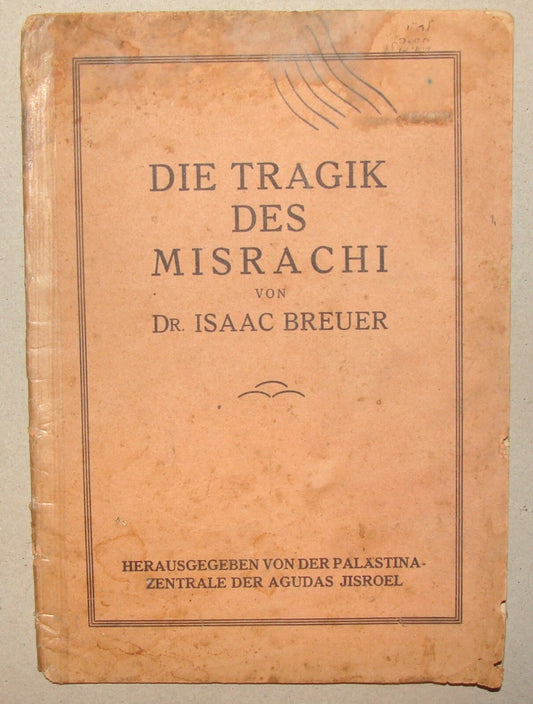 DIE TRAGIK
DES
MISRACHI
VON
DR. ISAAC BREUER
HERAUSGEGEBEN VON DER PALÄSTINA-
ZENTRALE DER AGUDAS JISROEL